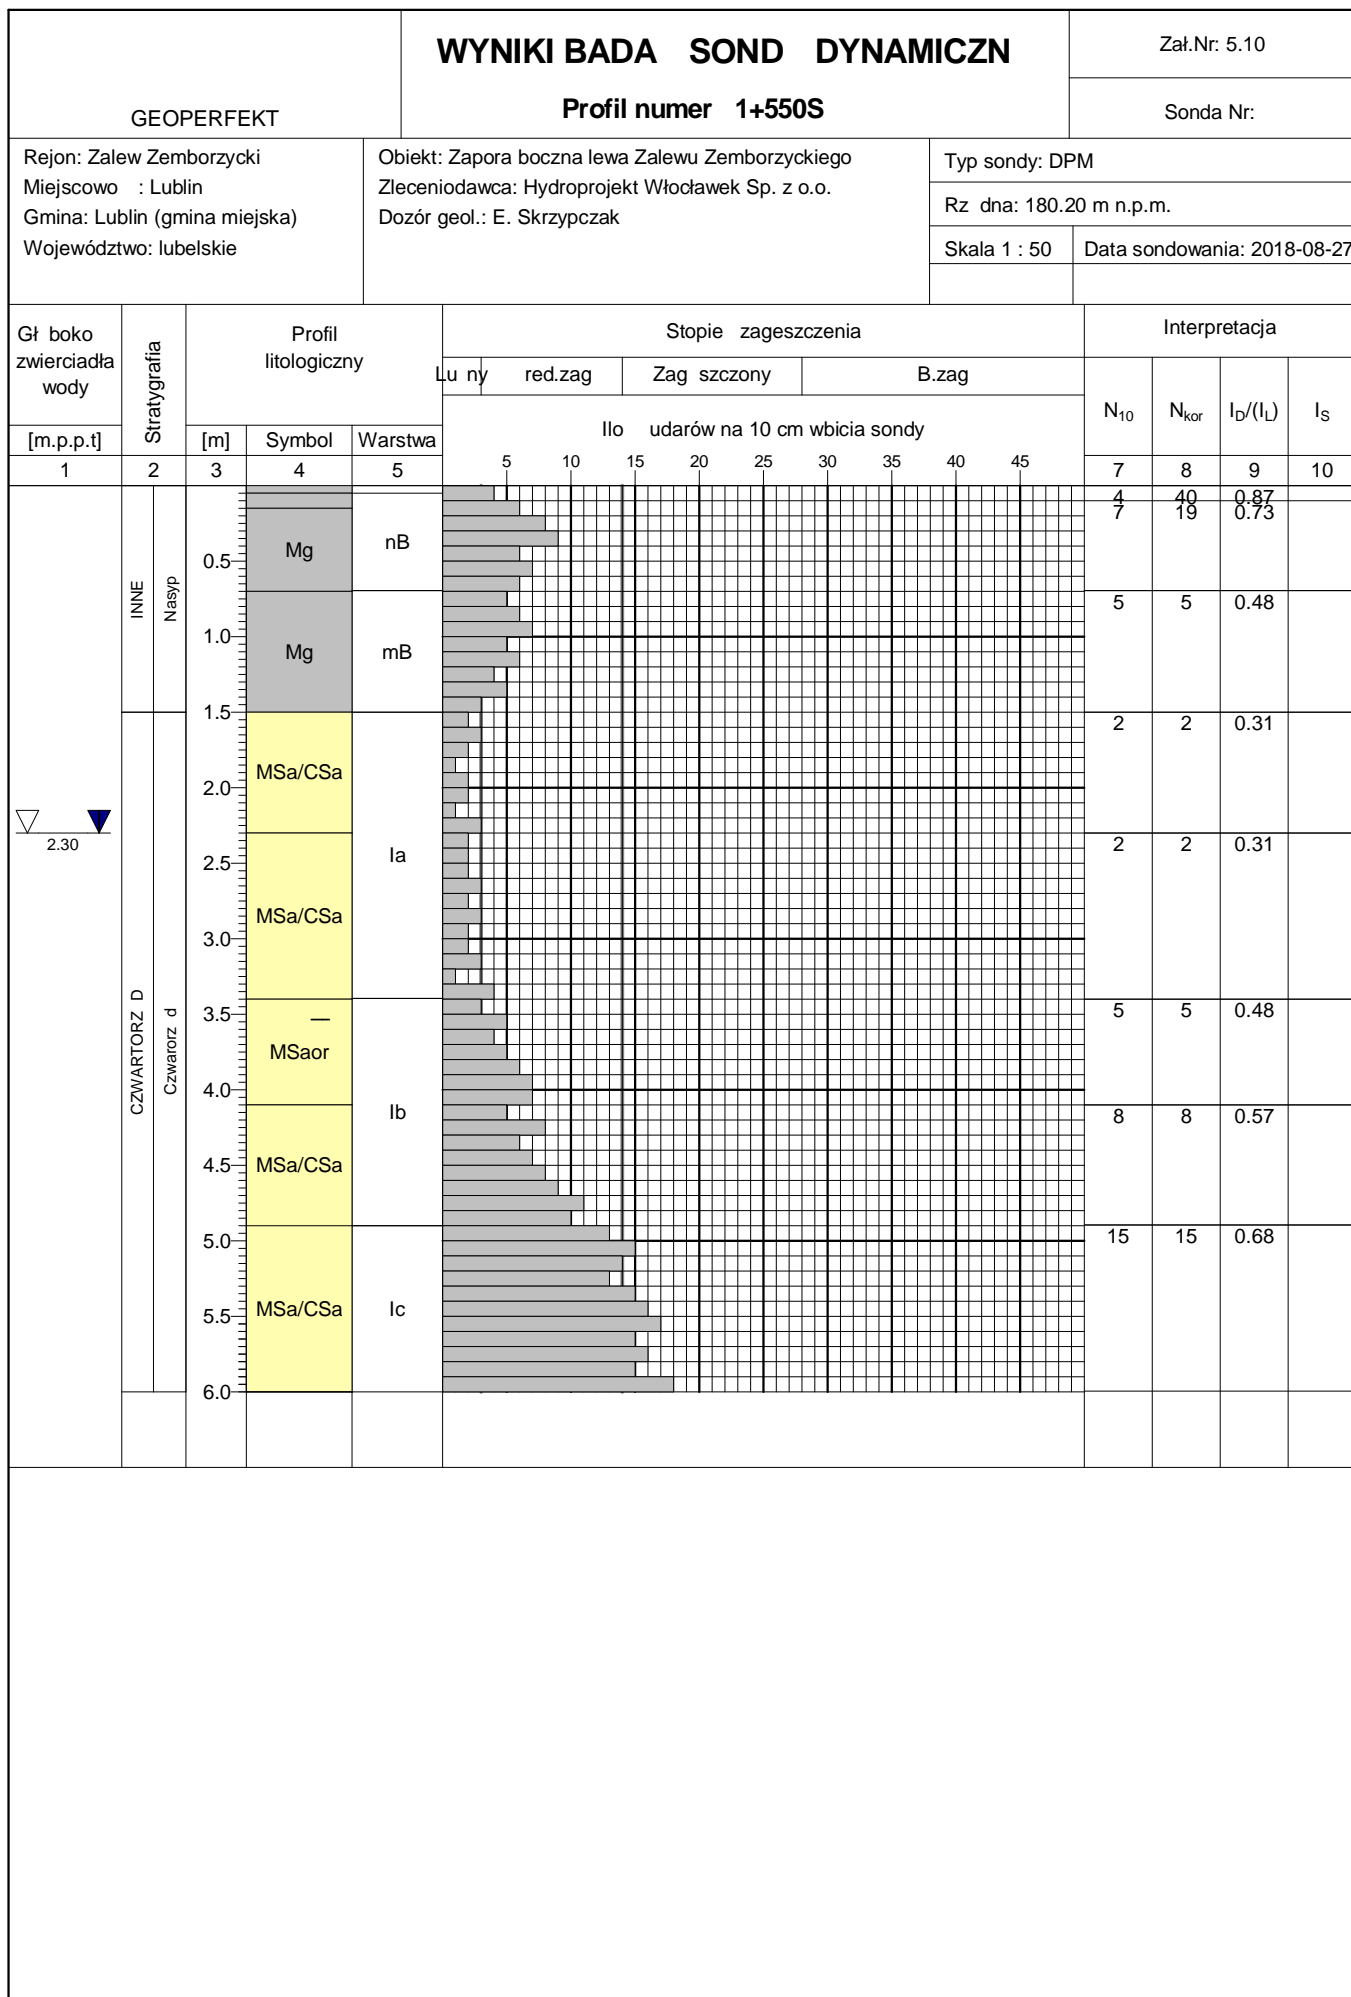 WYNIKI BADA SOND DYNAMICZN
Zał.Nr: 5.10
GEOPERFEKT
Profil numer 1+550S
Sonda Nr:
Rejon: Zalew Zemborzycki
Miejscowo : Lublin
Gmina: Lublin (gmina miejska)
Województwo: lubelskie
Obiekt: Zapora boczna lewa Zalewu Zemborzyckiego
Zleceniodawca: Hydroprojekt Włocławek Sp. z o.o.
Dozór geol.: E. Skrzypczak
Typ sondy: DPM
Rz dna: 180.20 m n.p.m.
Skala 1 : 50
Data sondowania: 2018-08-27
Gł boko
zwierciadła
wody
[m.p.p.t]
Stratygrafia
Profil
litologiczny
[m] Symbol Warstwa
Stopie zageszczenia
Lu ny red.zag Zag szczony B.zag
Ilo udarów na 10 cm wbicia sondy
5 10 15 20 25 30 35 40 45
Interpretacja
N10 Nkor ID/(IL) IS
1 2 3 4 5 7 8 9 10
4 40 0.87
7 19 0.73
INNE
Nasyp
Mg nB
0.5
5 5 0.48
1.0
Mg mB
1.5
2 2 0.31
MSa/CSa
2.0
2.30
2 2 0.31
Ia
2.5
MSa/CSa
3.0
CZWARTORZ D
Czwarorz d
3.5
5 5 0.48
MSaor
4.0
Ib
8 8 0.57
4.5
MSa/CSa
5.0
15 15 0.68
5.5
MSa/CSa Ic
6.0